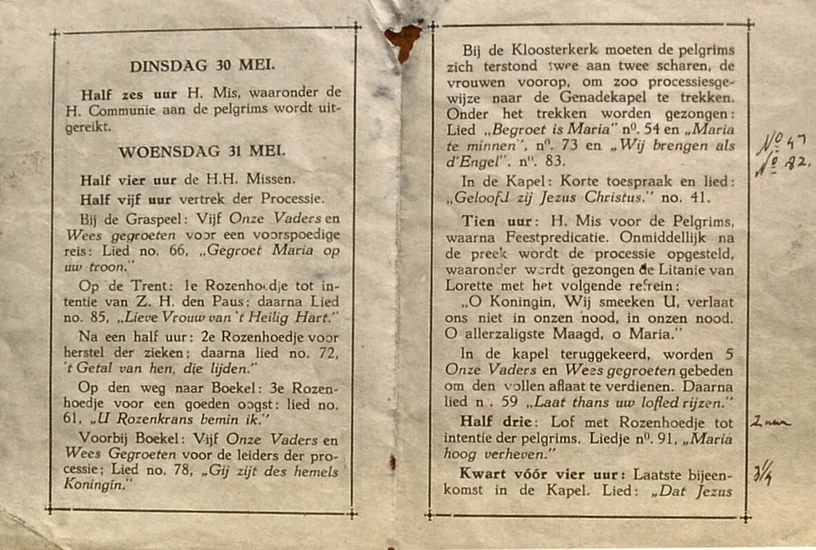 DINSDAG 30 MEI.
Half zes uur H. Mis, waaronder de
H. Communie aan de pelgrims wordt uit-
gereikt.
WOENSDAG 31 MEI.
Half vier uur de H.H. Missen.
Half vijf uur vertrek der Processie.
Bij de Graspeel: Vijf Onze Vaders en
Wees gegroeten voor een voorspoedige
reis: Lied no. 66, „Gegroet Maria op
uw troon."
Op de Trent: 1e Rozenhoedje tot in-
tentie van Z. H. den Paus; daarna Lied
no. 85, „Lieve Vrouw van 't Heilig Hart."
Na een half uur: 2e Rozenhoedje voor
herstel der zieken; daarna lied no. 72,
't Getal van hen, die lijden."
Op den weg naar Boekel: 3e Rozen-
hoedje voor een goeden oogst: lied no.
61, „U Rozenkrans bemin ik."
Voorbij Boekel: Vijf Onze Vaders en
Wees Gegroeten voor de leiders der pro-
cessie; Lied no. 78, „Gij zijt des hemels
Koningin."
Bij de Kloosterkerk moeten de pelgrims
zich terstond twee aan twee scharen, de
vrouwen voorop, om zoo processiesge-
wijze naar de Genadekapel te trekken.
Onder het trekken worden gezongen:
Lied „Begroet is Maria" nº. 54 en „Maria
te minnen", nº. 73 en „Wij brengen als
d'Engel". nº. 83.
In de Kapel: Korte toespraak en lied:
„Geloofd zij Jezus Christus." no. 41.
Tien uur: H. Mis voor de Pelgrims,
waarna Feestpredicatie. Onmiddellijk na
de preek wordt de processie opgesteld,
waaronder wordt gezongen de Litanie van
Lorette met het volgende refrein:
„O Koningin, Wij smeeken U, verlaat
ons niet in onzen nood, in onzen nood.
O allerzaligste Maagd, o Maria."
In de kapel teruggekeerd, worden 5
Onze Vaders en Wees gegroeten gebeden
om den vollen aflaat te verdienen. Daarna
lied n . 59 „Laat thans uw loflied rijzen."
Half drie: Lof met Rozenhoedje tot
intentie der pelgrims. Liedje nº. 91, „Maria
hoog verheven."
Kwart vóór vier uur: Laatste bijeen-
komst in de Kapel. Lied: „Dat Jezus
Nº 47
Nº 82.
2 uur
3¼